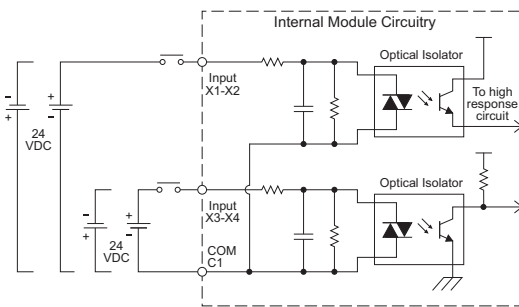 Internal Module Circuitry
Optical Isolator
Input
X1-X2
To high
response
circuit
- +
+ -
24
VDC
Optical Isolator
Input
X3-X4
- +
+ -
24
VDC
COM
C1